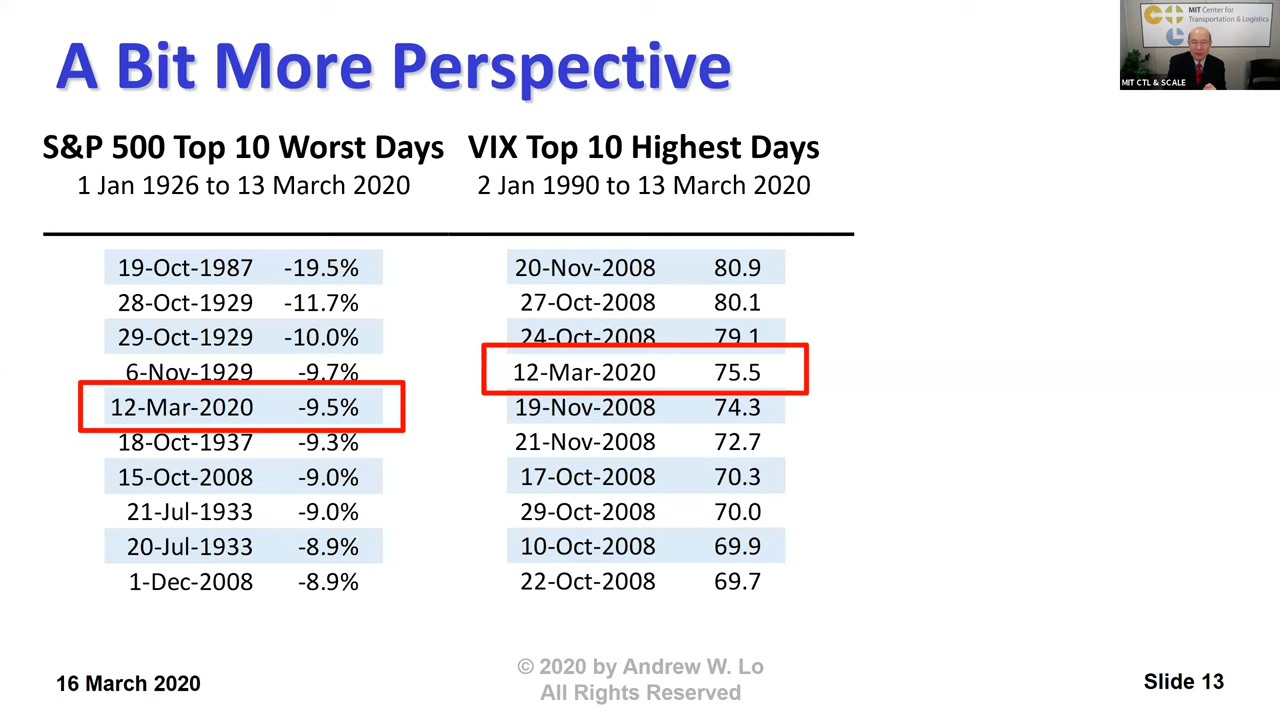 A Bit More Perspective
MIT Center for
Transportation & Logistics
MIT CTL & SCALE
S&P 500 Top 10 Worst Days
1 Jan 1926 to 13 March 2020
19-Oct-1987 -19.5%
28-Oct-1929 -11.7%
29-Oct-1929 -10.0%
6-Nov-1929 -9.7%
12-Mar-2020 -9.5%
18-Oct-1937 -9.3%
15-Oct-2008 -9.0%
21-Jul-1933 -9.0%
20-Jul-1933 -8.9%
1-Dec-2008 -8.9%
VIX Top 10 Highest Days
2 Jan 1990 to 13 March 2020
20-Nov-2008 80.9
27-Oct-2008 80.1
24-Oct-2008 79.1
12-Mar-2020 75.5
19-Nov-2008 74.3
21-Nov-2008 72.7
17-Oct-2008 70.3
29-Oct-2008 70.0
10-Oct-2008 69.9
22-Oct-2008 69.7
16 March 2020
© 2020 by Andrew W. Lo
All Rights Reserved
Slide 13